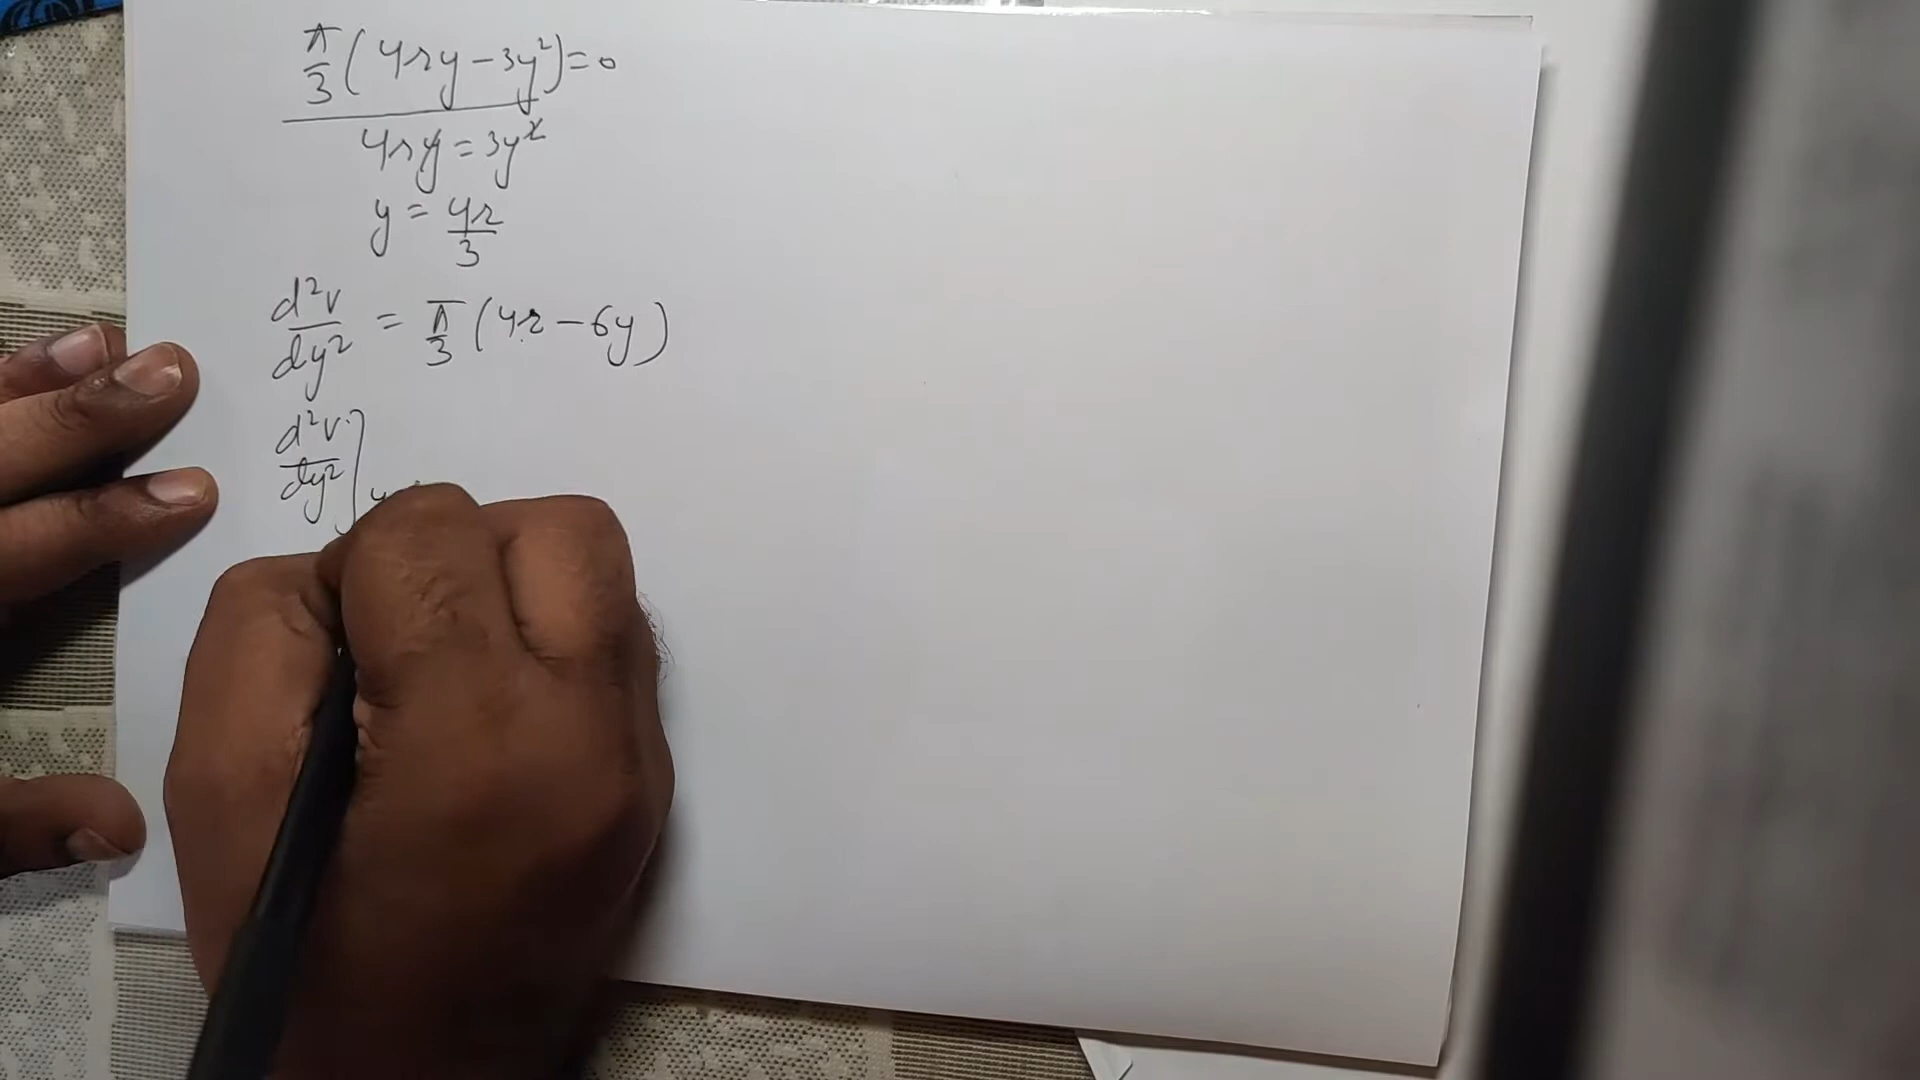 π/3 (4ry - 3y²) = 0
4ry = 3y²
y = 4r/3
d²v/dy² = π/3 (4r - 6y)
d²v/dy²]